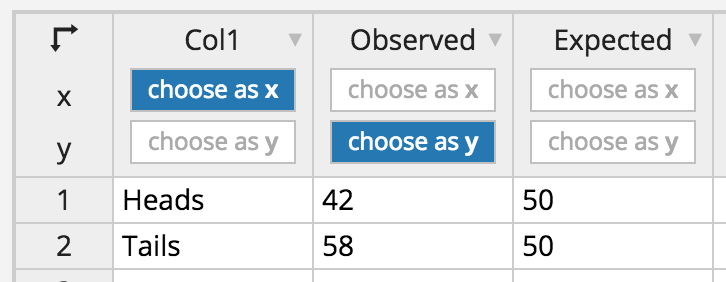 Col1 Observed Expected
x choose as x choose as x choose as x
y choose as y choose as y choose as y
1 Heads 42 50
2 Tails 58 50